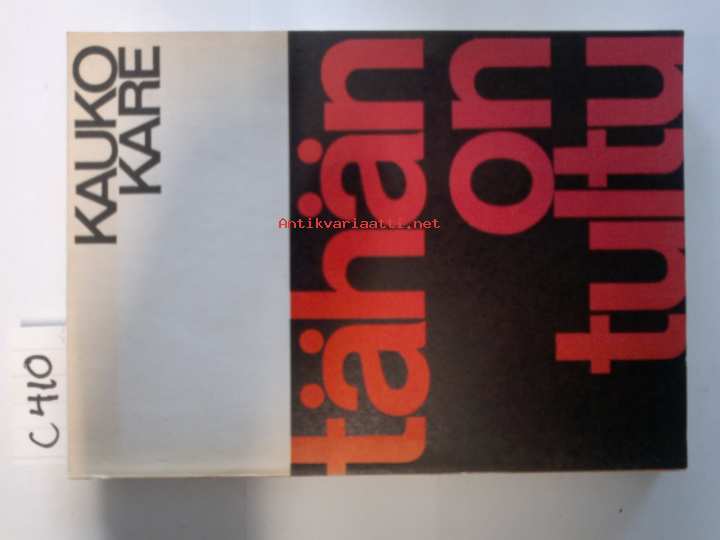 KAUKO
KARE
tähän
on
tultu
Antikvariaatti.net
C 410